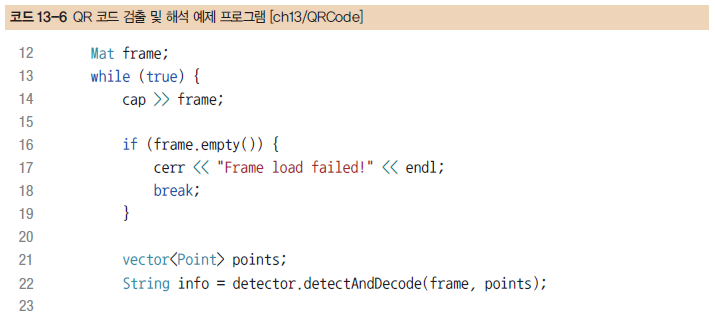 코드 13-6 QR 코드 검출 및 해석 예제 프로그램 [ch13/QRCode]
12 Mat frame;
13 while (true) {
14 cap >> frame;
15
16 if (frame.empty()) {
17 cerr << "Frame load failed!" << endl;
18 break;
19 }
20
21 vector<Point> points;
22 String info = detector.detectAndDecode(frame, points);
23